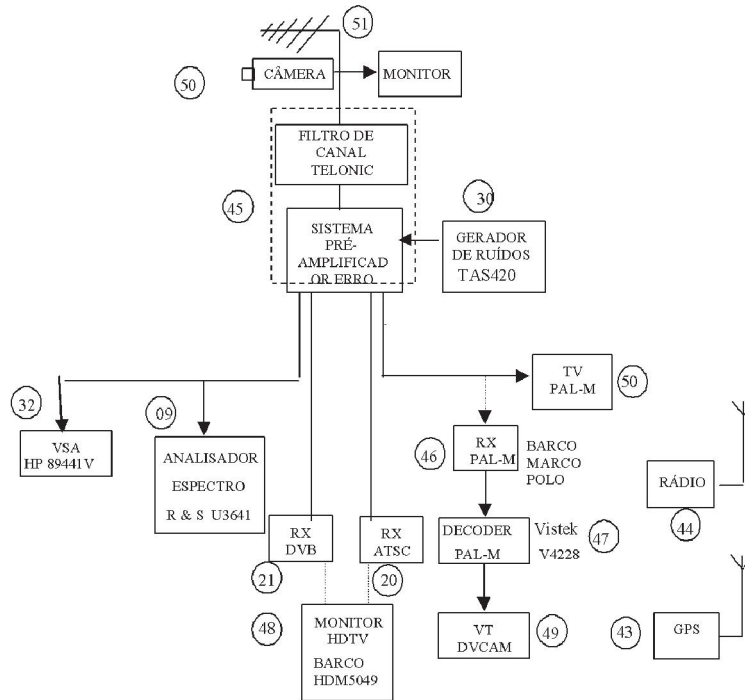 51
50
CÂMERA
MONITOR
FILTRO DE
CANAL
TELONIC
45
30
SISTEMA
PRÉ-
AMPLIFICAD
OR ERRO
GERADOR
DE RUÍDOS
TAS420
32
09
VSA
HP 89441V
ANALISADOR
ESPECTRO
R & S U3641
TV
PAL-M
50
46
RX
PAL-M
BARCO
MARCO
POLO
RÁDIO
44
RX
DVB
RX
ATSC
DECODER
PAL-M
Vistek
V4228
47
21
20
48
MONITOR
HDTV
BARCO
HDM5049
VT
DVCAM
49
43
GPS